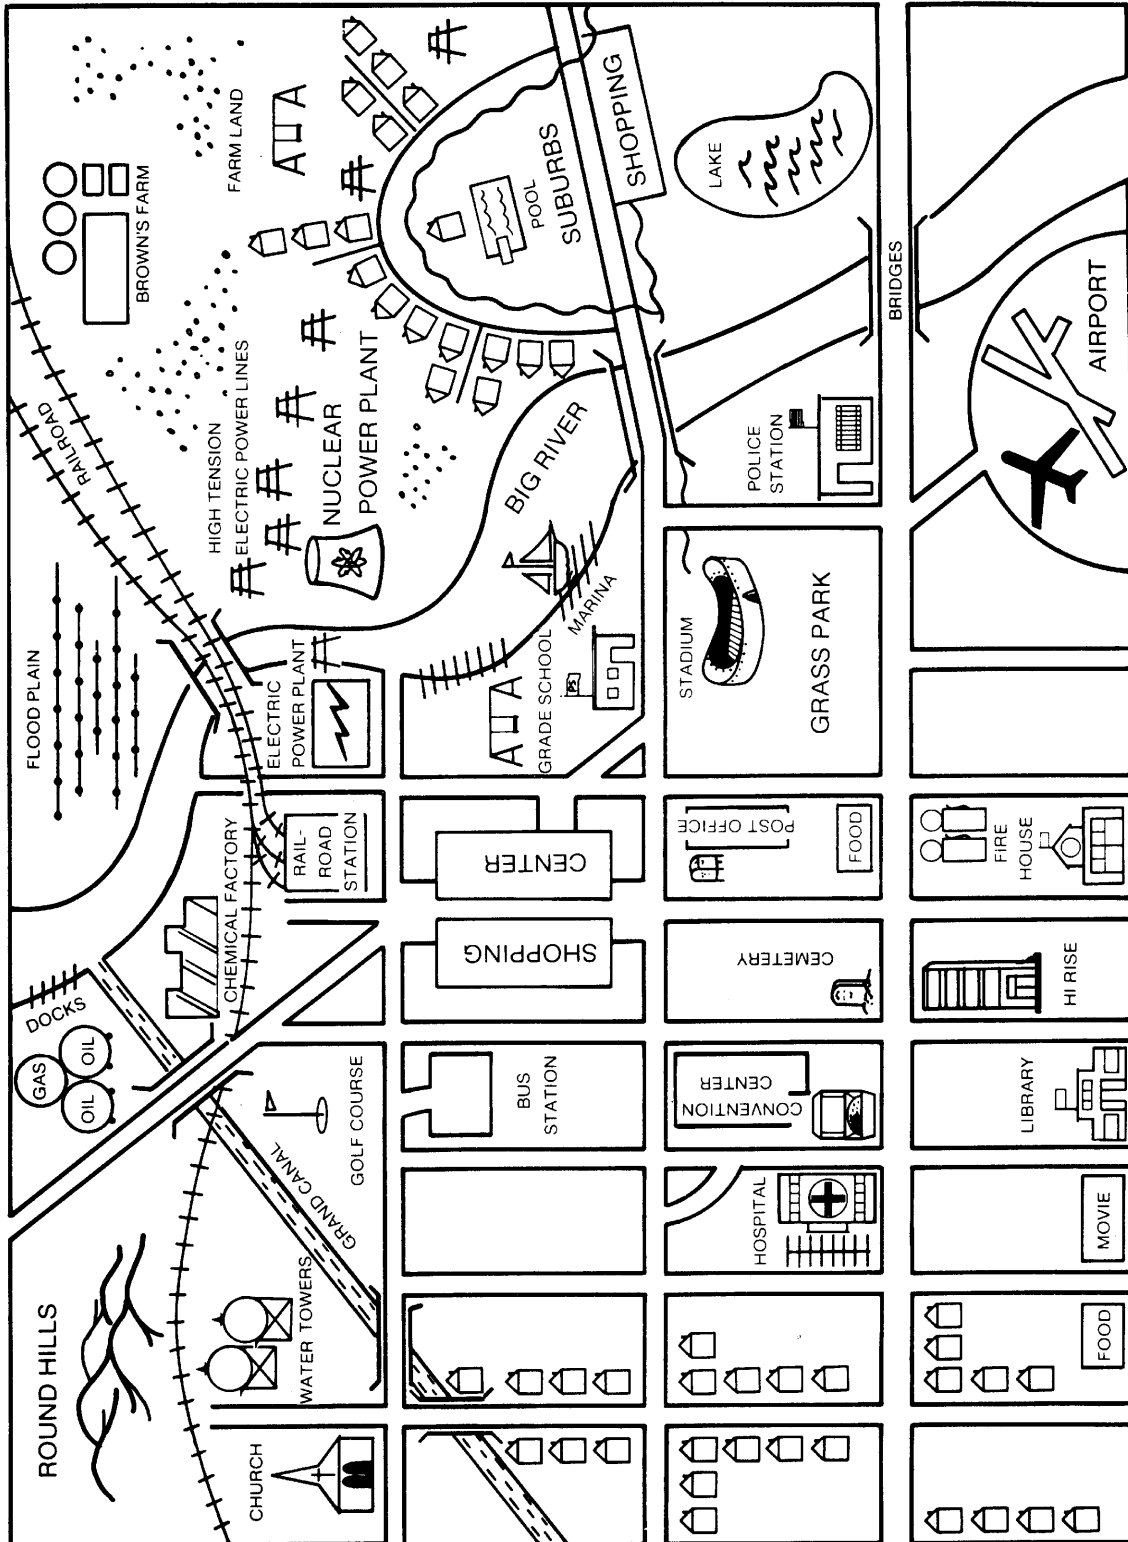 ROUND HILLS
GAS
OIL
OIL
DOCKS
FLOOD PLAIN
RAILROAD
BROWN'S FARM
CHURCH
WATER TOWERS
GRAND CANAL
GOLF COURSE
CHEMICAL FACTORY
RAIL-
ROAD
STATION
ELECTRIC
POWER PLANT
HIGH TENSION
ELECTRIC POWER LINES
NUCLEAR
POWER PLANT
FARM LAND
BUS
STATION
SHOPPING
CENTER
GRADE SCHOOL
PS
MARINA
BIG RIVER
POOL
SUBURBS
SHOPPING
HOSPITAL
CONVENTION
CENTER
CEMETERY
POST OFFICE
FOOD
STADIUM
GRASS PARK
POLICE
STATION
LAKE
BRIDGES
FOOD
MOVIE
LIBRARY
HI RISE
FIRE
HOUSE
AIRPORT